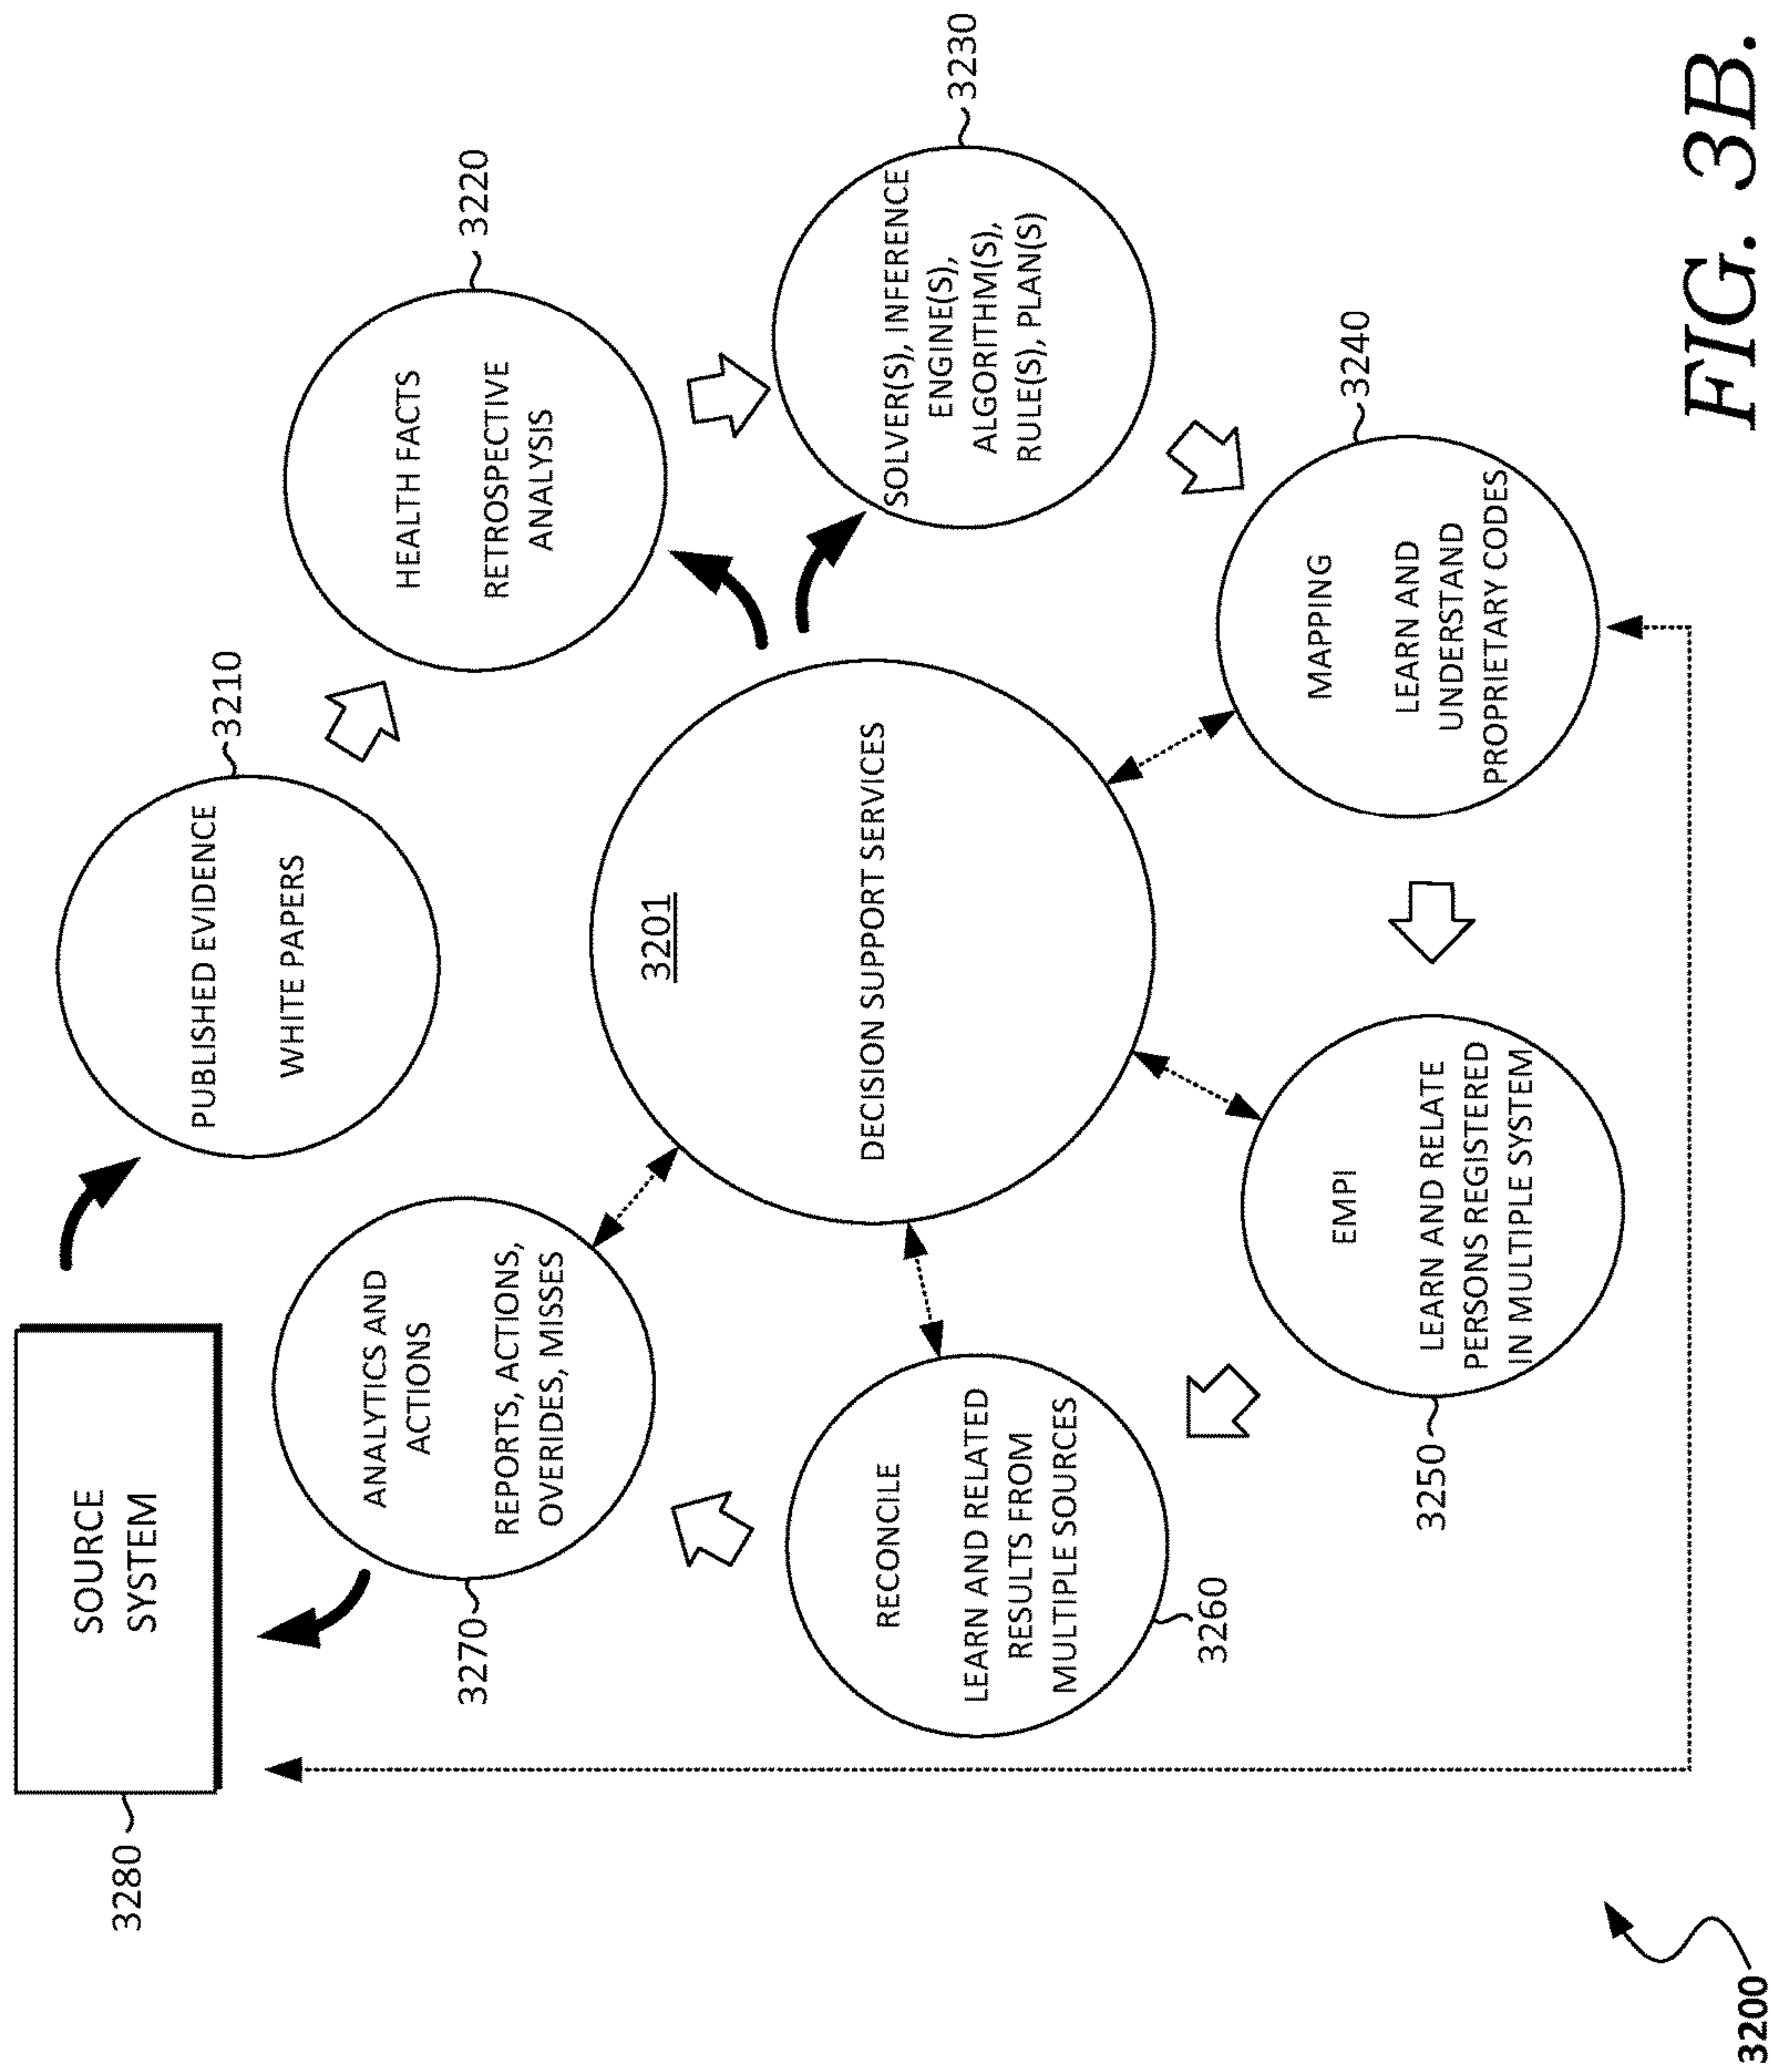 3280
SOURCE
SYSTEM
3210
PUBLISHED EVIDENCE
WHITE PAPERS
3220
HEALTH FACTS
RETROSPECTIVE
ANALYSIS
3270
ANALYTICS AND
ACTIONS
REPORTS, ACTIONS,
OVERIDES, MISSES
3201
DECISION SUPPORT SERVICES
3230
SOLVER(S), INFERENCE
ENGINE(S),
ALGORITHM(S),
RULE(S), PLAN(S)
3260
RECONCILE
LEARN AND RELATED
RESULTS FROM
MULTIPLE SOURCES
3250
EMPI
LEARN AND RELATE
PERSONS REGISTERED
IN MULTIPLE SYSTEM
3240
MAPPING
LEARN AND
UNDERSTAND
PROPRIETARY CODES
3200
FIG. 3B.